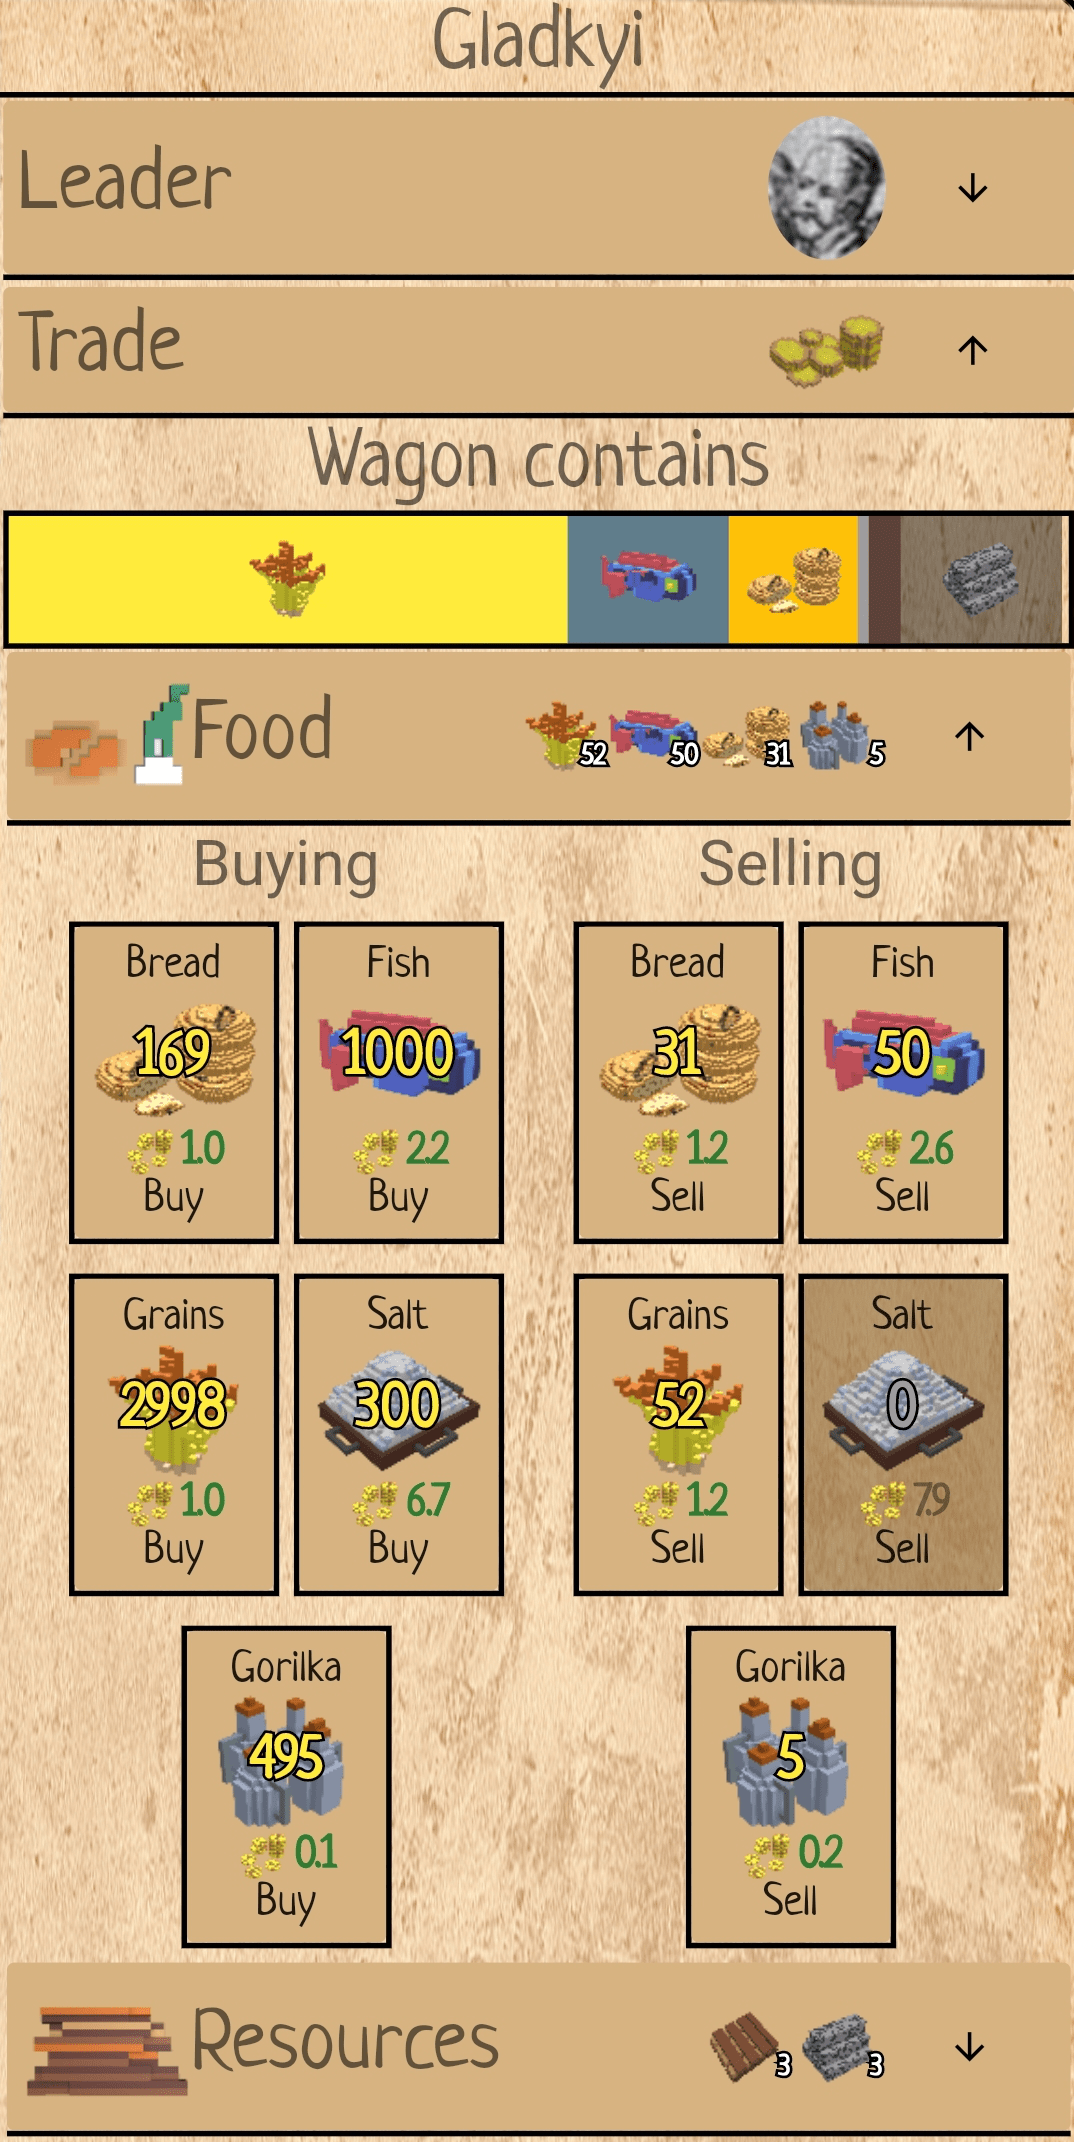 Gladkyi
Leader
Trade
Wagon contains
Food
52 50 31 5
Buying Selling
Bread Fish Bread Fish
169 1000 31 50
1.0 2.2 1.2 2.6
Buy Buy Sell Sell
Grains Salt Grains Salt
2998 300 52 0
1.0 6.7 1.2 7.9
Buy Buy Sell Sell
Gorilka Gorilka
495 5
0.1 0.2
Buy Sell
Resources
3 3